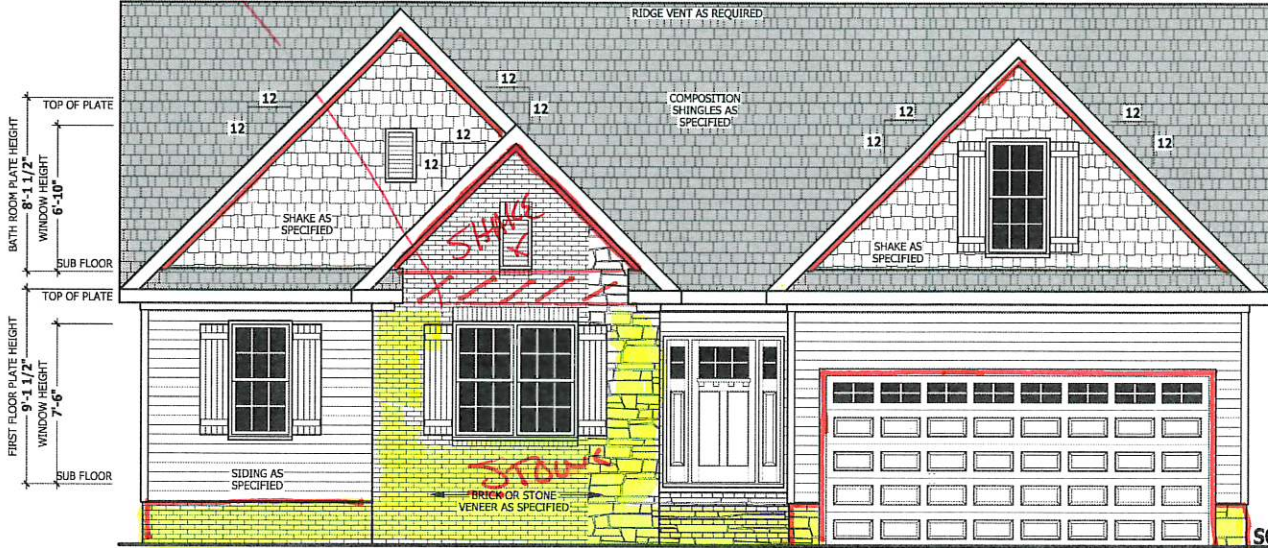 RIDGE VENT AS REQUIRED
12
12
12
12
COMPOSITION
SHINGLES AS
SPECIFIED
12
12
12
12
12
12
TOP OF PLATE
BATH ROOM PLATE HEIGHT
8'-1 1/2"
WINDOW HEIGHT
6'-10"
SUB FLOOR
SHAKE AS
SPECIFIED
SHAKE
SHAKE AS
SPECIFIED
TOP OF PLATE
FIRST FLOOR PLATE HEIGHT
9'-1 1/2"
WINDOW HEIGHT
7'-6"
SUB FLOOR
SIDING AS
SPECIFIED
STONE
BRICK OR STONE
VENEER AS SPECIFIED